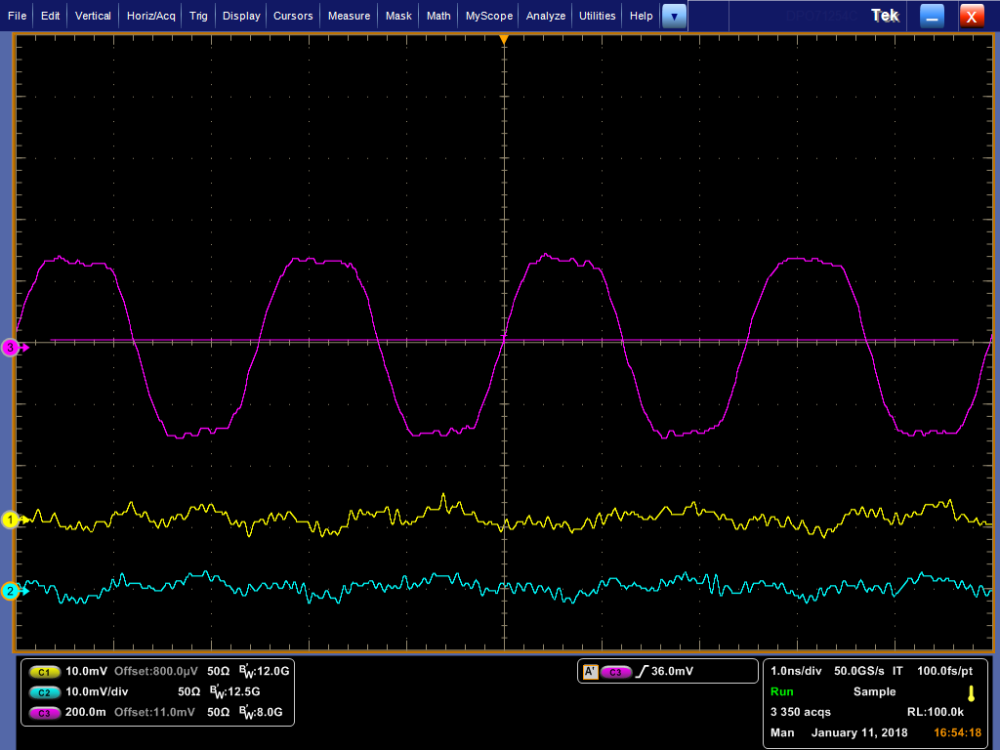 File Edit Vertical Horiz/Acq Trig Display Cursors Measure Mask Math MyScope Analyze Utilities Help ▼ Tek X
3
1
2
C1 10.0mV Offset:800.0µV 50Ω B'W:12.0G
C2 10.0mV/div 50Ω B'W:12.5G
C3 200.0m Offset:11.0mV 50Ω B'W:8.0G
A' C3 36.0mV
1.0ns/div 50.0GS/s IT 100.0fs/pt
Run Sample
3 350 acqs RL:100.0k
Man January 11, 2018 16:54:18